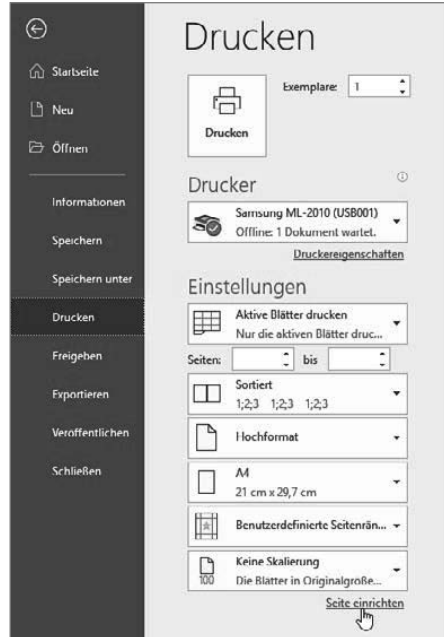 Drucken
Startseite
Neu
Öffnen
Informationen
Speichern
Speichern unter
Drucken
Freigeben
Exportieren
Veröffentlichen
Schließen
Exemplare: 1
Drucken
Drucker
Samsung ML-2010 (USB001)
Offline: 1 Dokument wartet.
Druckereigenschaften
Einstellungen
Aktive Blätter drucken
Nur die aktiven Blätter druc...
Seiten: bis
Sortiert
1;2;3 1;2;3 1;2;3
Hochformat
A4
21 cm x 29,7 cm
Benutzerdefinierte Seitenrän...
Keine Skalierung
Die Blätter in Originalgröße...
100
Seite einrichten